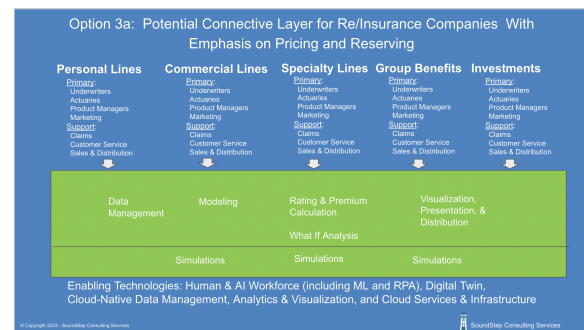 Option 3a: Potential Connective Layer for Re/Insurance Companies With
Emphasis on Pricing and Reserving
Personal Lines
Primary:
Underwriters
Actuaries
Product Managers
Marketing
Support:
Claims
Customer Service
Sales & Distribution
Commercial Lines
Primary:
Underwriters
Actuaries
Product Managers
Marketing
Support:
Claims
Customer Service
Sales & Distribution
Specialty Lines
Primary:
Underwriters
Actuaries
Product Managers
Marketing
Support:
Claims
Customer Service
Sales & Distribution
Group Benefits
Primary:
Underwriters
Actuaries
Product Managers
Marketing
Support:
Claims
Customer Service
Sales & Distribution
Investments
Primary:
Underwriters
Actuaries
Product Managers
Marketing
Support:
Claims
Customer Service
Sales & Distribution
Data
Management
Modeling
Rating & Premium
Calculation
What If Analysis
Visualization,
Presentation, &
Distribution
Simulations
Simulations
Simulations
Enabling Technologies: Human & AI Workforce (including ML and RPA), Digital Twin,
Cloud-Native Data Management, Analytics & Visualization, and Cloud Services & Infrastructure
© Copyright 2023 - SoundStep Consulting Services
SoundStep Consulting Services